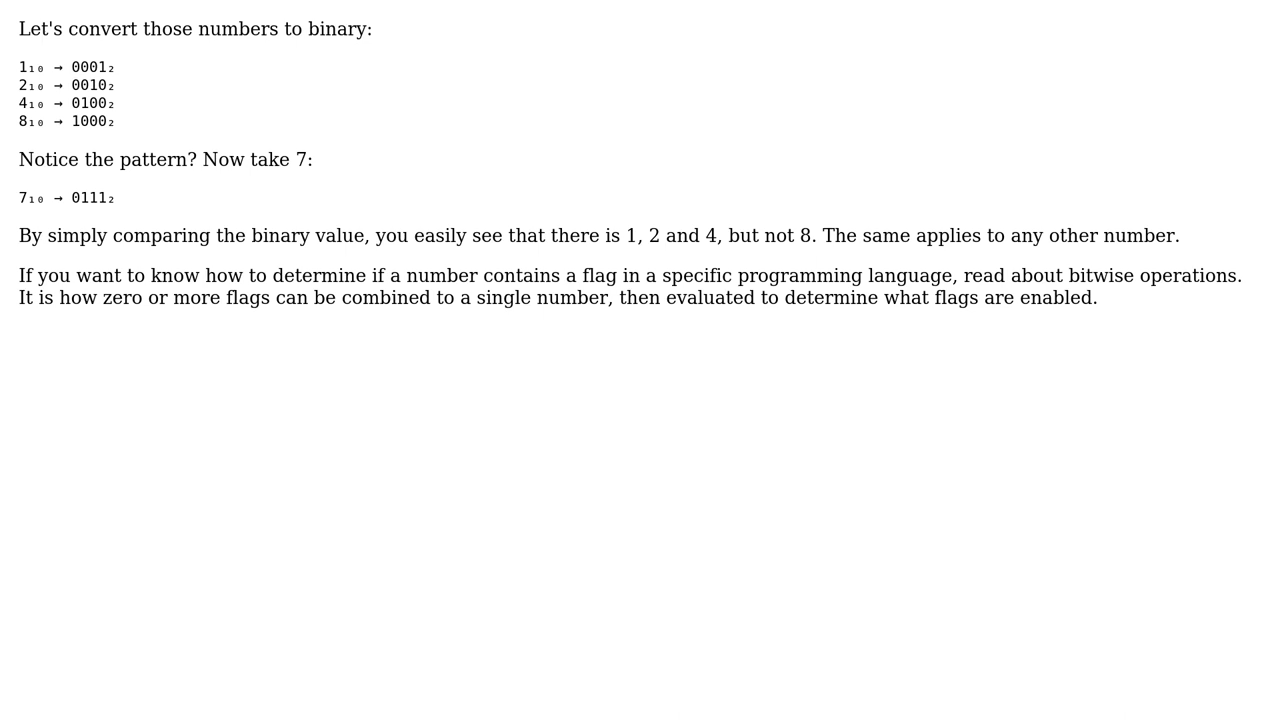 Let's convert those numbers to binary:
1₁₀ → 0001₂
2₁₀ → 0010₂
4₁₀ → 0100₂
8₁₀ → 1000₂
Notice the pattern? Now take 7:
7₁₀ → 0111₂
By simply comparing the binary value, you easily see that there is 1, 2 and 4, but not 8. The same applies to any other number.
If you want to know how to determine if a number contains a flag in a specific programming language, read about bitwise operations.
It is how zero or more flags can be combined to a single number, then evaluated to determine what flags are enabled.